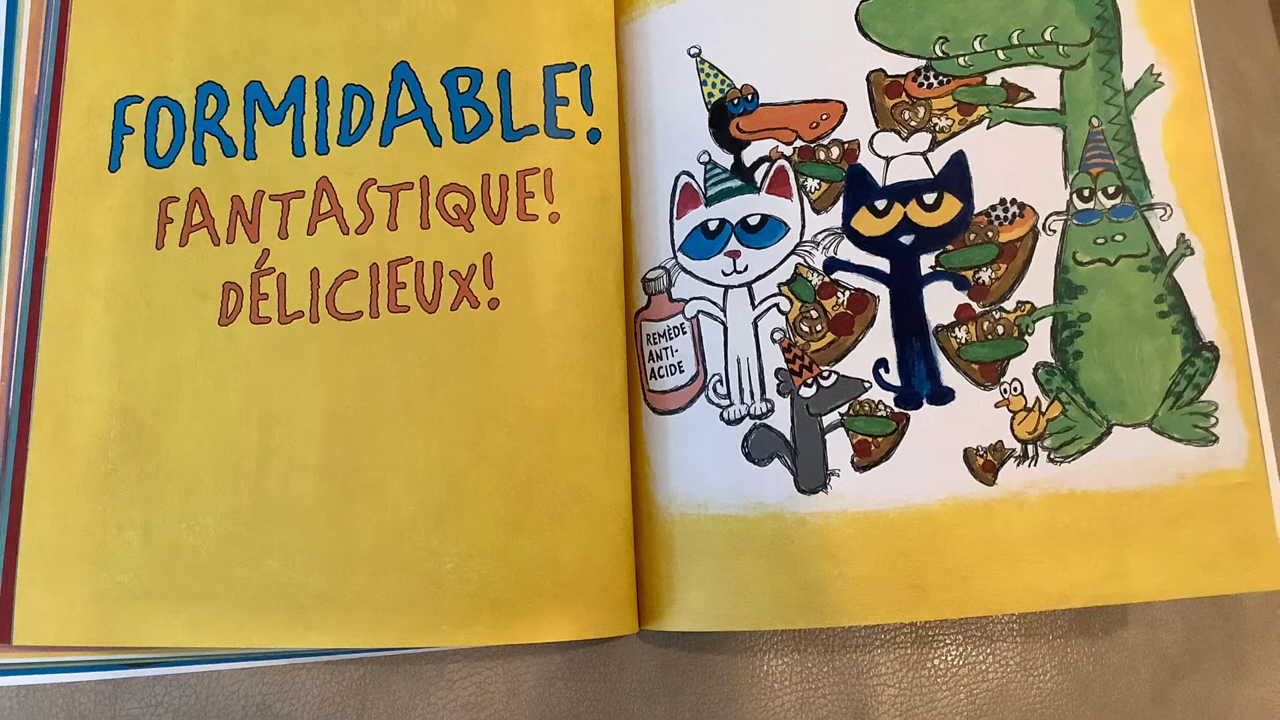 FORMIDABLE!
FANTASTIQUE!
DÉLICIEUX!
REMÈDE
ANTI-
ACIDE